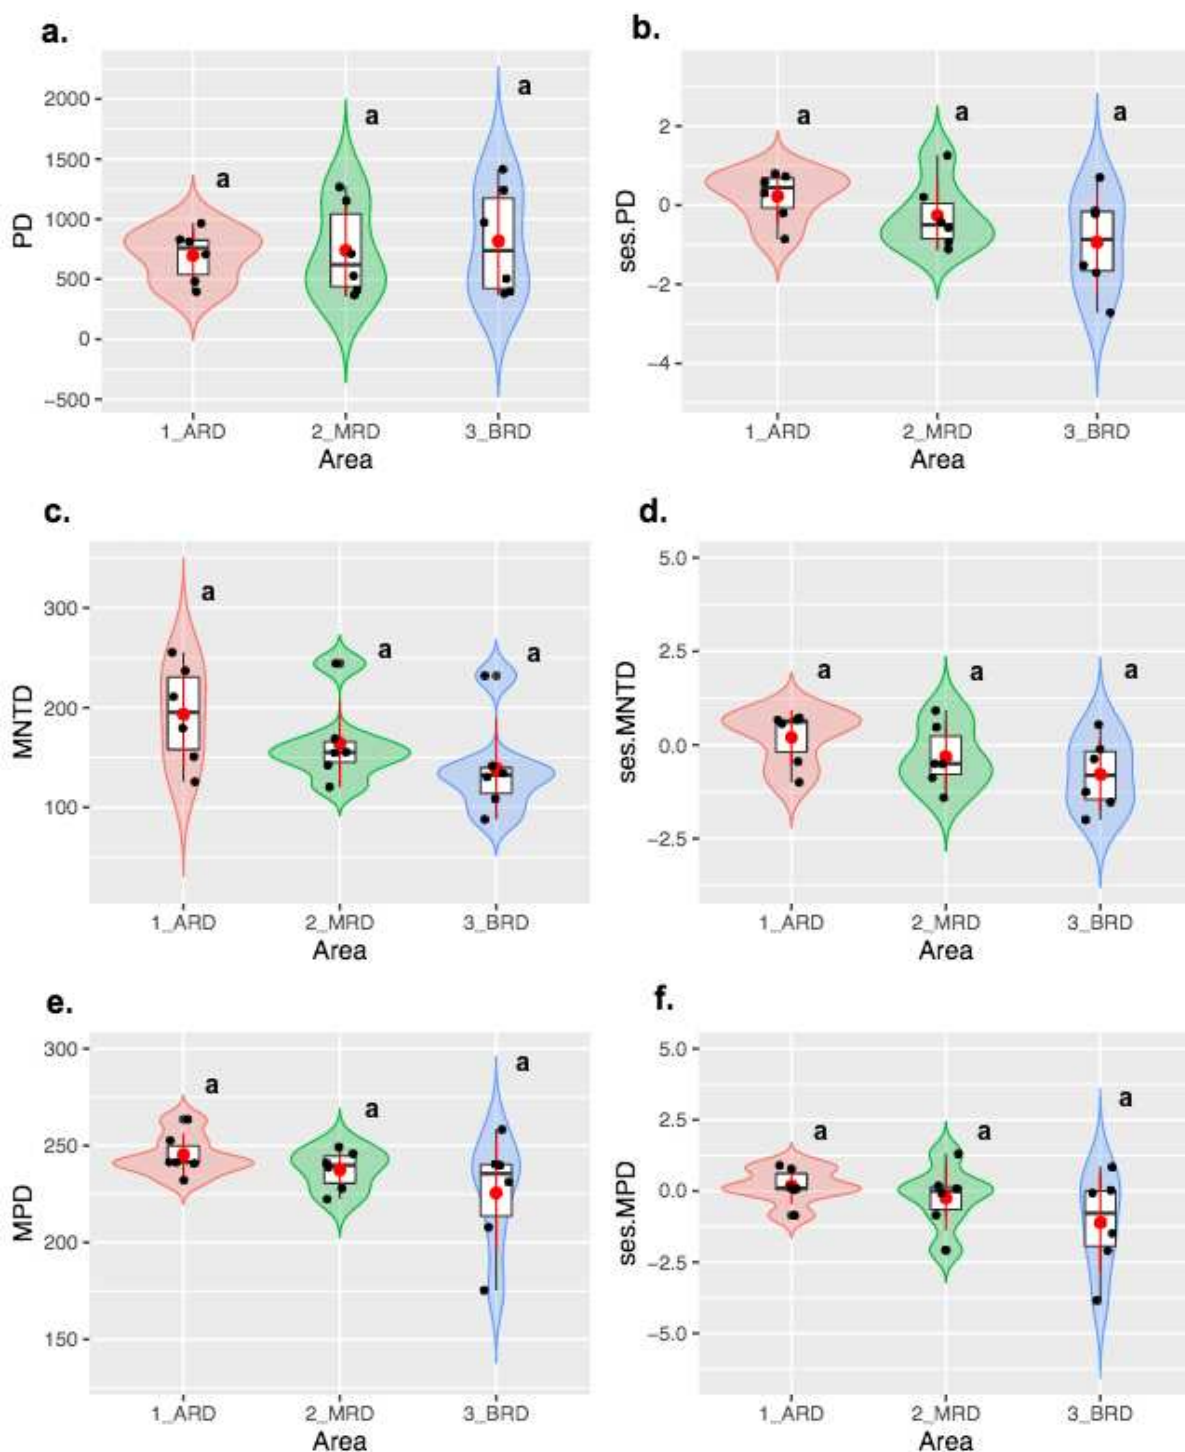 a.
b.
PD
2000
1500
1000
500
0
−500
a
a
a
1_ARD
2_MRD
3_BRD
Area
ses.PD
2
0
−2
−4
a
a
a
1_ARD
2_MRD
3_BRD
Area
c.
d.
MNTD
300
200
100
a
a
a
1_ARD
2_MRD
3_BRD
Area
ses.MNTD
5.0
2.5
0.0
−2.5
a
a
a
1_ARD
2_MRD
3_BRD
Area
e.
f.
MPD
300
250
200
150
a
a
a
1_ARD
2_MRD
3_BRD
Area
ses.MPD
5.0
2.5
0.0
−2.5
−5.0
a
a
a
1_ARD
2_MRD
3_BRD
Area